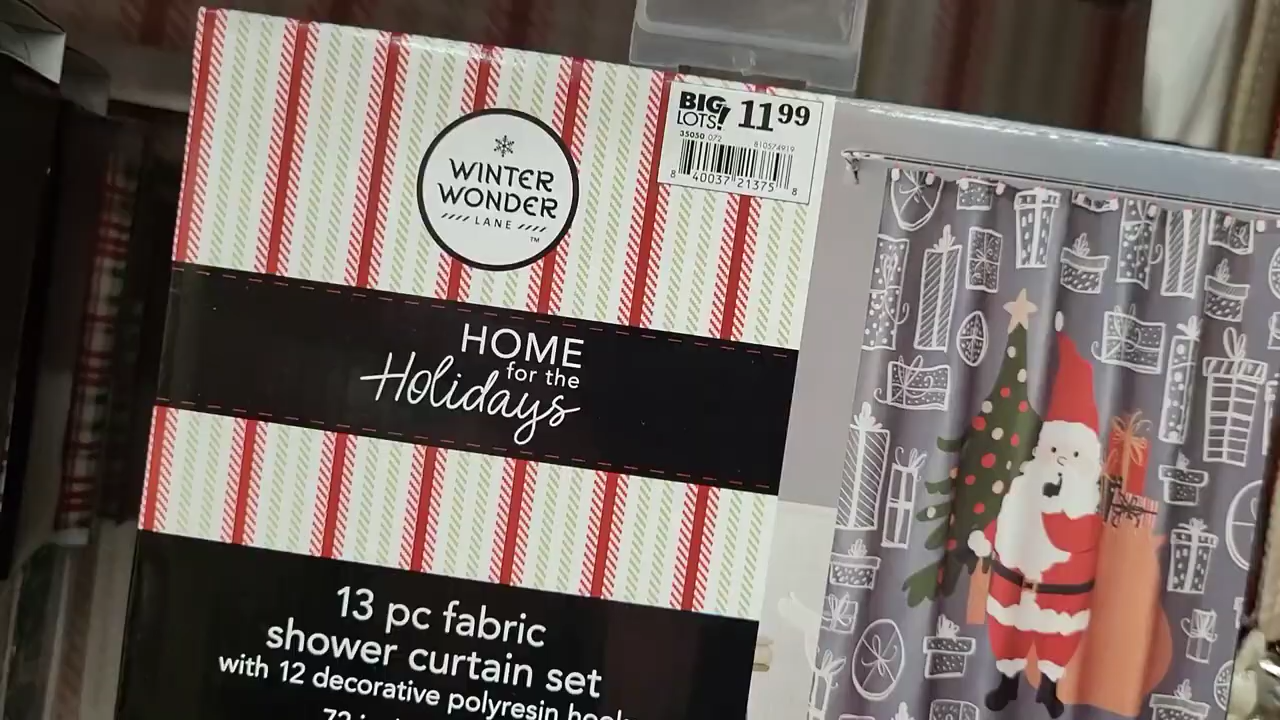 BIG LOTS! 11 99
35050 072 810574919
8 40037 21375 8
WINTER
WONDER
LANE
TM
HOME
for the
Holidays
13 pc fabric
shower curtain set
with 12 decorative polyresin